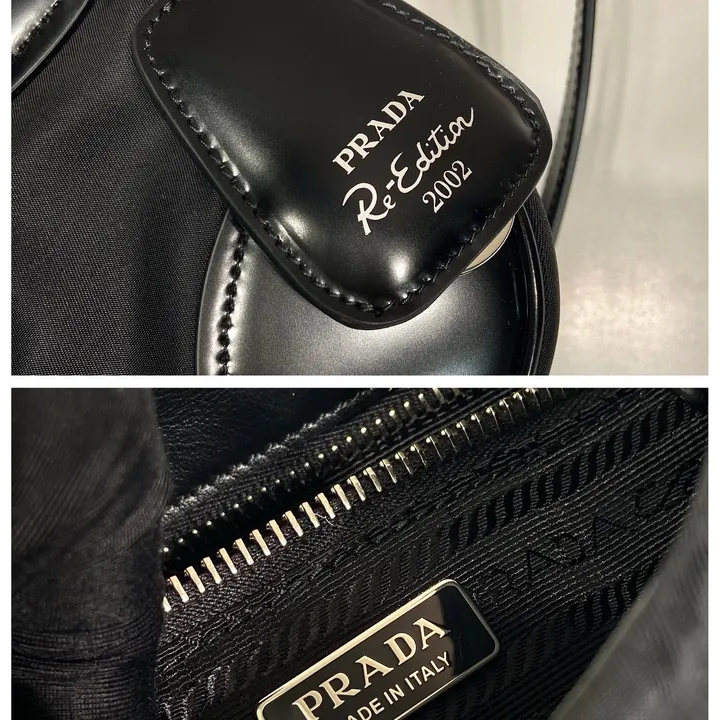 PRADA
Re-Edition
2002
PRADA
MADE IN ITALY